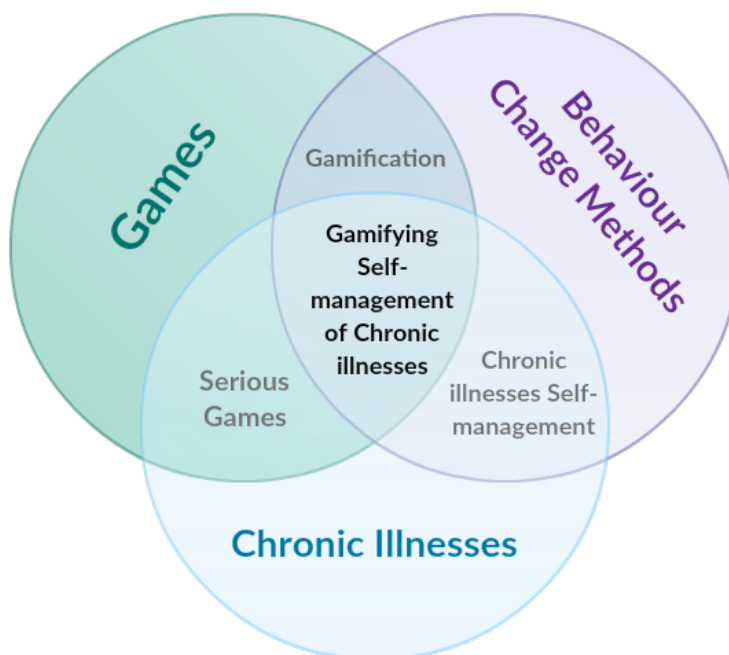 Games
Behaviour
Change Methods
Gamification
Gamifying
Self-
management
of Chronic
illnesses
Serious
Games
Chronic
illnesses Self-
management
Chronic Illnesses